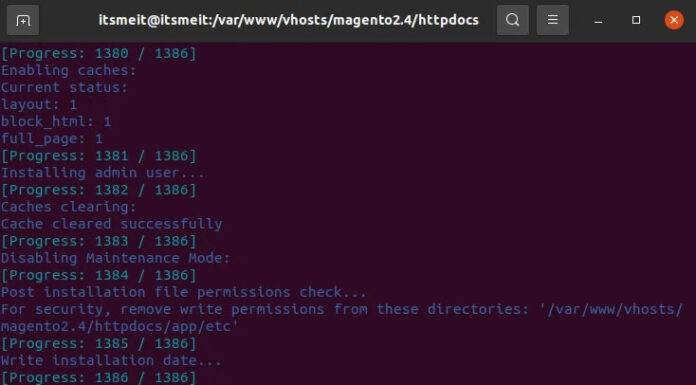 itsmeit@itsmeit:/var/www/vhosts/magento2.4/httpdocs
[Progress: 1380 / 1386]
Enabling caches:
Current status:
layout: 1
block_html: 1
full_page: 1
[Progress: 1381 / 1386]
Installing admin user...
[Progress: 1382 / 1386]
Caches clearing:
Cache cleared successfully
[Progress: 1383 / 1386]
Disabling Maintenance Mode:
[Progress: 1384 / 1386]
Post installation file permissions check...
For security, remove write permissions from these directories: '/var/www/vhosts/
magento2.4/httpdocs/app/etc'
[Progress: 1385 / 1386]
Write installation date...
[Progress: 1386 / 1386]